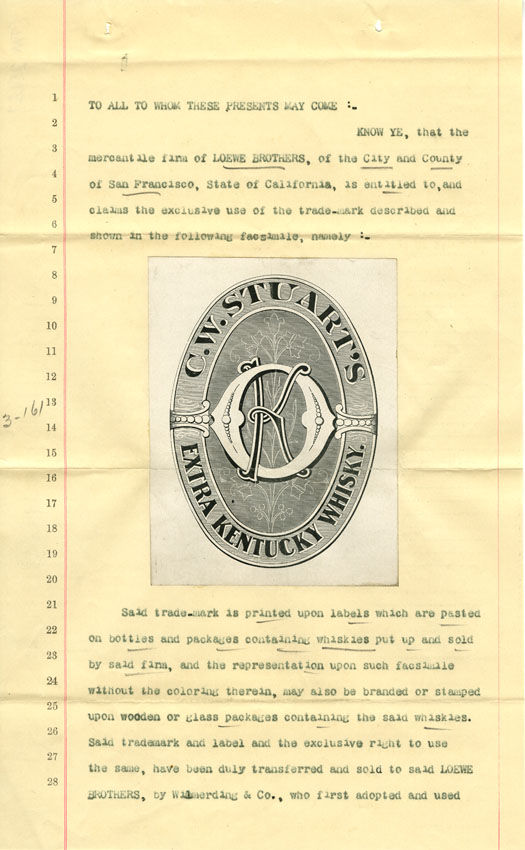 1
TO ALL TO WHOM THESE PRESENTS MAY COME :-
2
KNOW YE, that the
3
mercantile firm of LOEWE BROTHERS, of the City and County
4
of San Francisco, State of California, is entitled to,and
5
claims the exclusive use of the trade-mark described and
6
shown in the following facsimile, namely :-
7
8
9
10
11
12
13
14
15
16
17
18
19
20
3-161
C.W. STUART'S
OK
EXTRA KENTUCKY WHISKY.
21
Said trade-mark is printed upon labels which are pasted
22
on bottles and packages containing whiskies put up and sold
23
by said firm, and the representation upon such facsimile
24
without the coloring therein, may also be branded or stamped
25
upon wooden or glass packages containing the said whiskies.
26
Said trademark and label and the exclusive right to use
27
the same, have been duly transferred and sold to said LOEWE
28
BROTHERS, by Wilmerding & Co., who first adopted and used